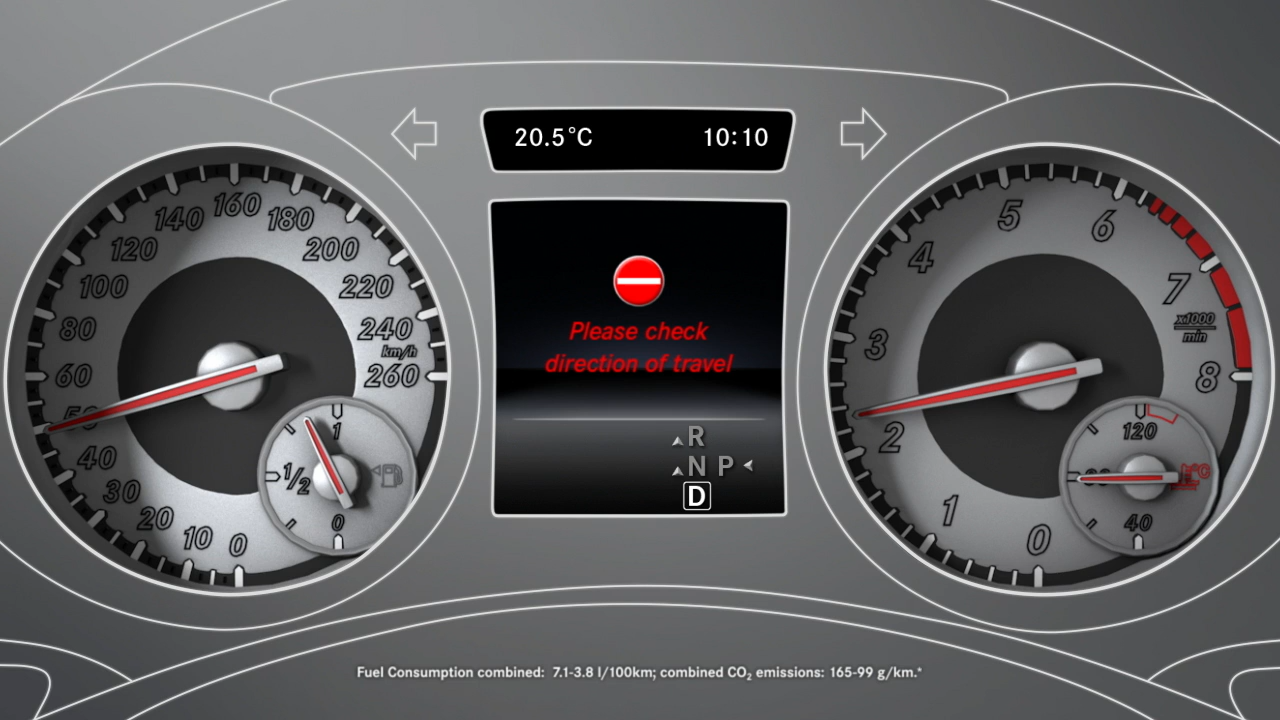 20.5°C 10:10
Please check
direction of travel
R
N P
D
0
10
20
30
40
50
60
80
100
120
140
160
180
200
220
240
km/h
260
1
1/2
0
0
1
2
3
4
5
6
7
x1000
min
8
120
°C
40
Fuel Consumption combined: 7.1-3.8 l/100km; combined CO₂ emissions: 165-99 g/km.*